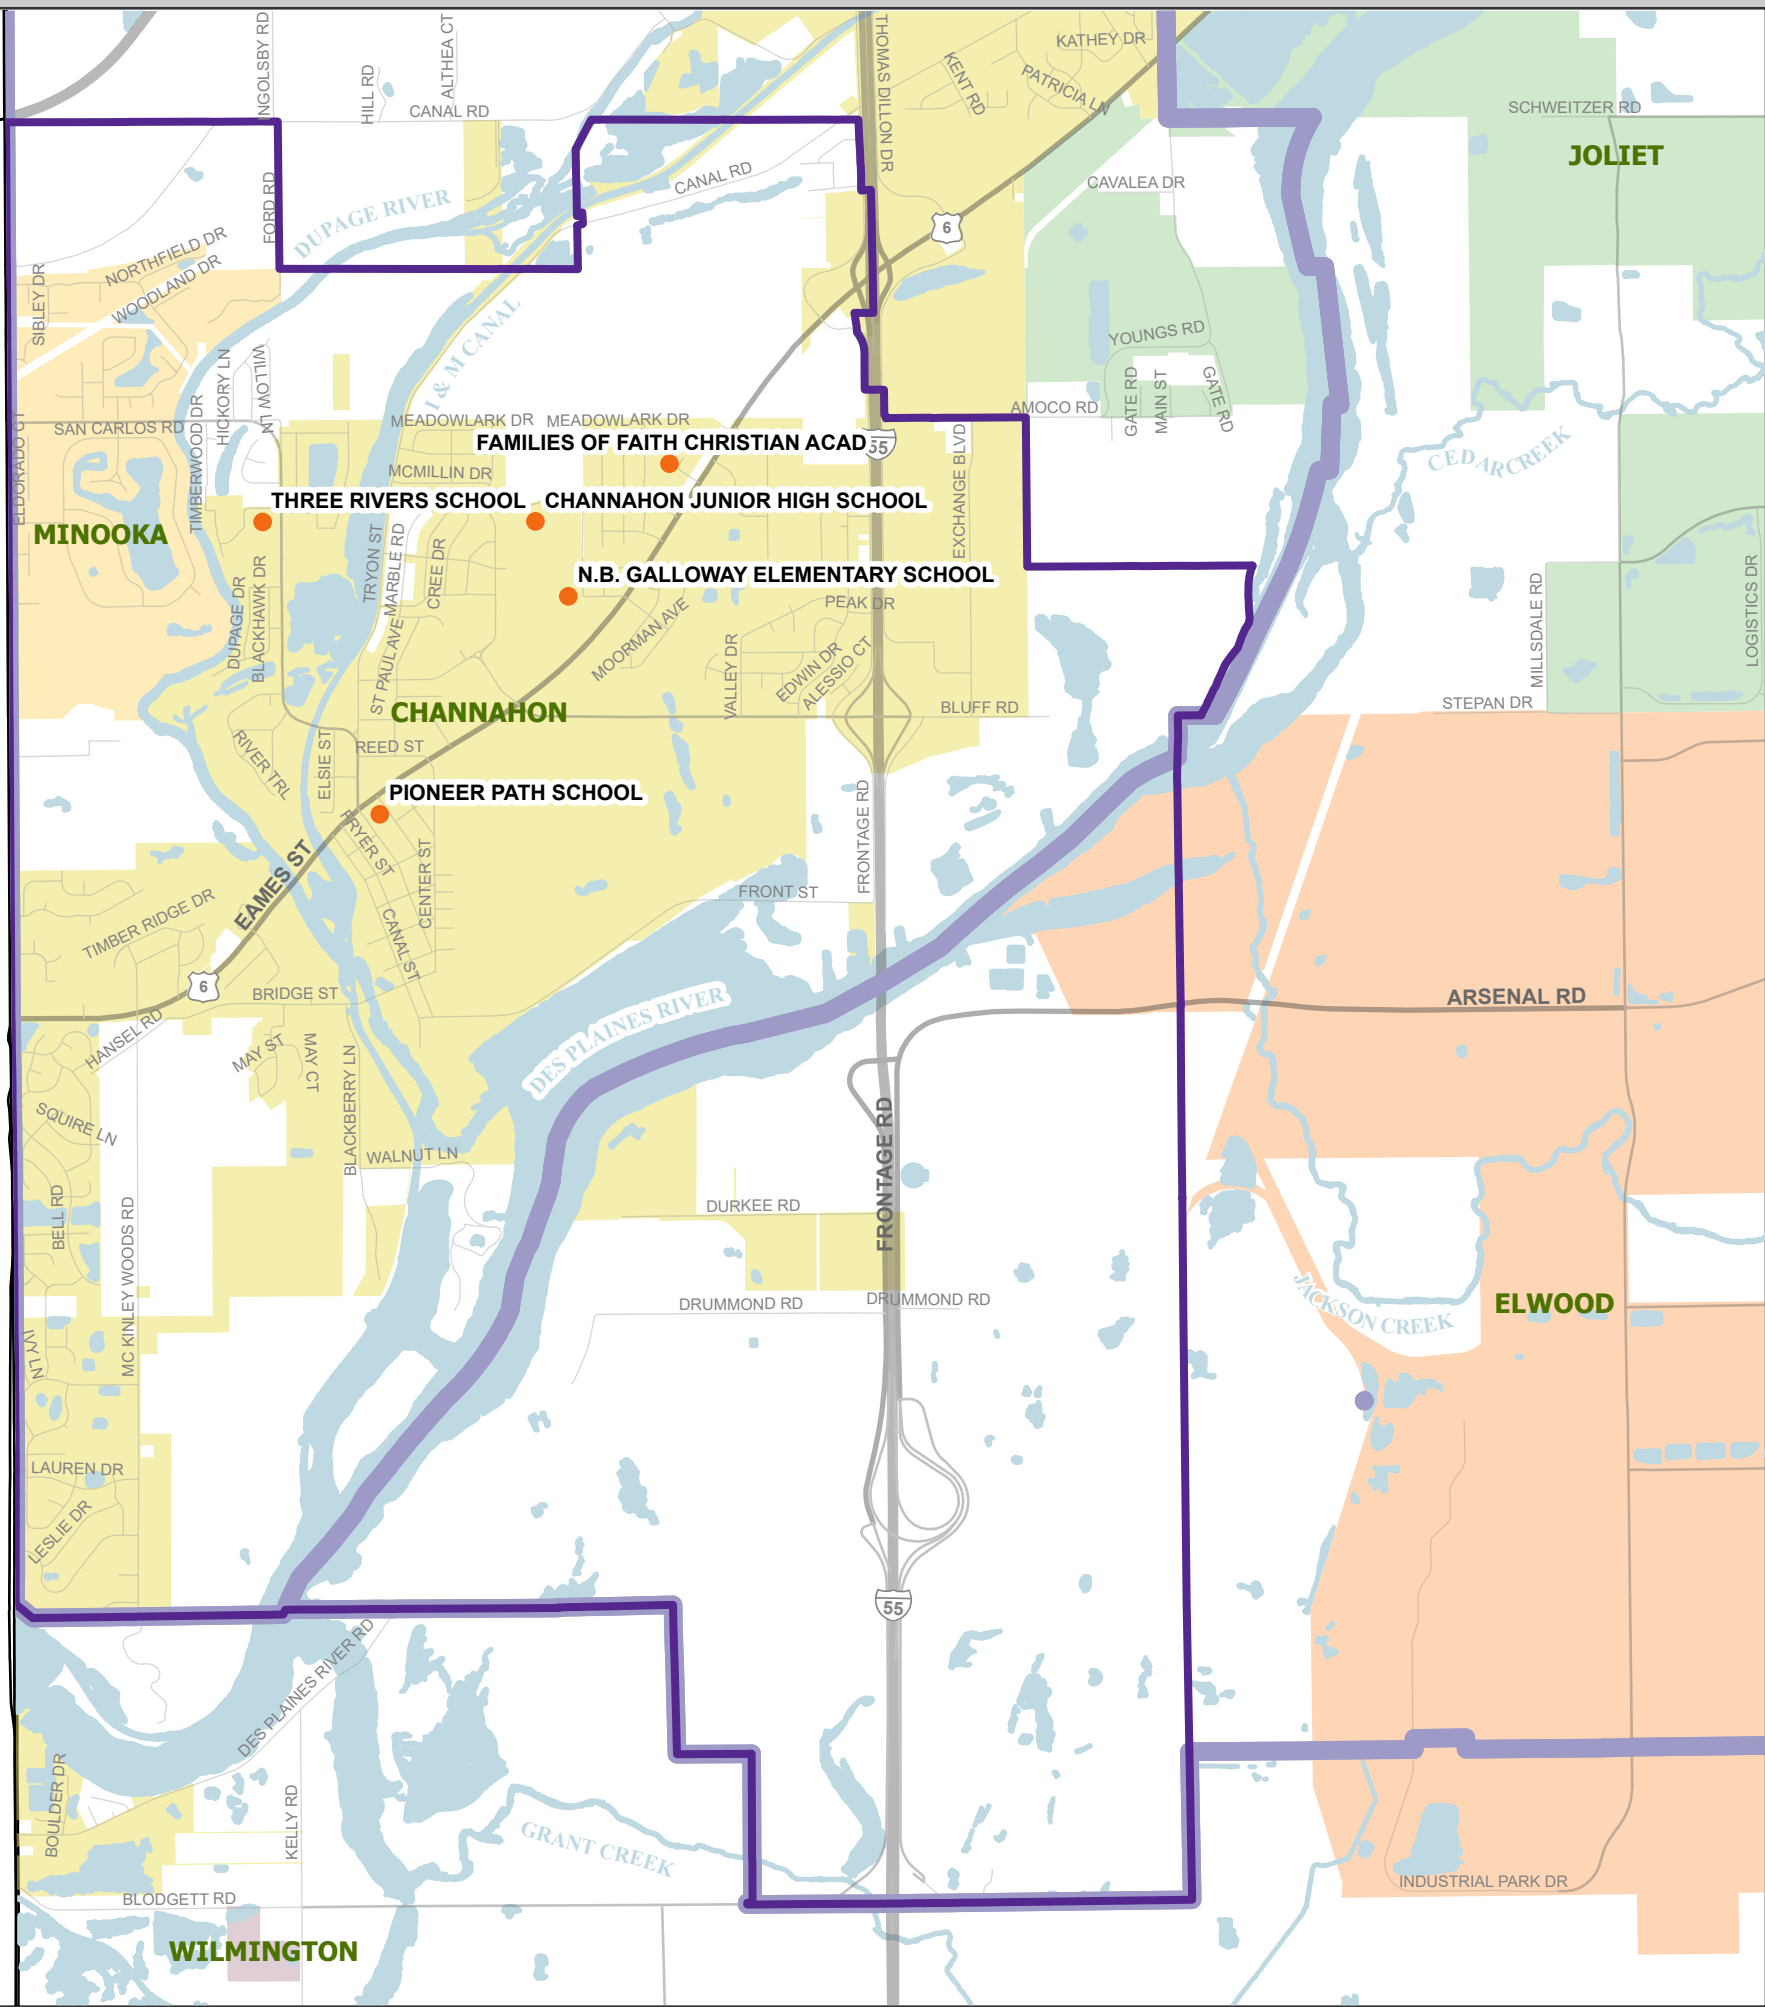 INGOLSBY RD
HILL RD
ALTHEA CT
CANAL RD
THOMAS DILLON DR
KENT RD
KATHEY DR
PATRICIA LN
SCHWEITZER RD
JOLIET
CANAL RD
CAVALEA DR
FORD RD
DUPAGE RIVER
6
NORTHFIELD DR
WOODLAND DR
SIBLEY DR
I & M CANAL
YOUNGS RD
HICKORY LN
WILLOW LN
GATE RD
MAIN ST
GATE RD
AMOCO RD
MEADOWLARK DR
MEADOWLARK DR
SAN CARLOS RD
ELDORADO CT
TIMBERWOOD DR
FAMILIES OF FAITH CHRISTIAN ACAD
55
CEDARCREEK
MCMILLIN DR
EXCHANGE BLVD
THREE RIVERS SCHOOL
CHANNAHON JUNIOR HIGH SCHOOL
MINOOKA
TRYON ST
MARBLE RD
CREE DR
N.B. GALLOWAY ELEMENTARY SCHOOL
PEAK DR
DUPAGE DR
BLACKHAWK DR
MOORMAN AVE
MILLSDALE RD
LOGISTICS DR
ST PAUL AVE
VALLEY DR
EDWIN DR
ALESSIO CT
CHANNAHON
BLUFF RD
STEPAN DR
REED ST
RIVER TRL
ELSIE ST
PIONEER PATH SCHOOL
FRYER ST
CENTER ST
FRONTAGE RD
EAMES ST
FRONT ST
TIMBER RIDGE DR
CANAL ST
6
BRIDGE ST
DES PLAINES RIVER
ARSENAL RD
HANSEL RD
MAY ST
MAY CT
BLACKBERRY LN
SQUIRE LN
FRONTAGE RD
WALNUT LN
DURKEE RD
BELL RD
MC KINLEY WOODS RD
DRUMMOND RD
DRUMMOND RD
JACKSON CREEK
ELWOOD
IVY LN
LAUREN DR
LESLIE DR
55
DES PLAINES RIVER RD
BOULDER DR
KELLY RD
GRANT CREEK
INDUSTRIAL PARK DR
BLODGETT RD
WILMINGTON